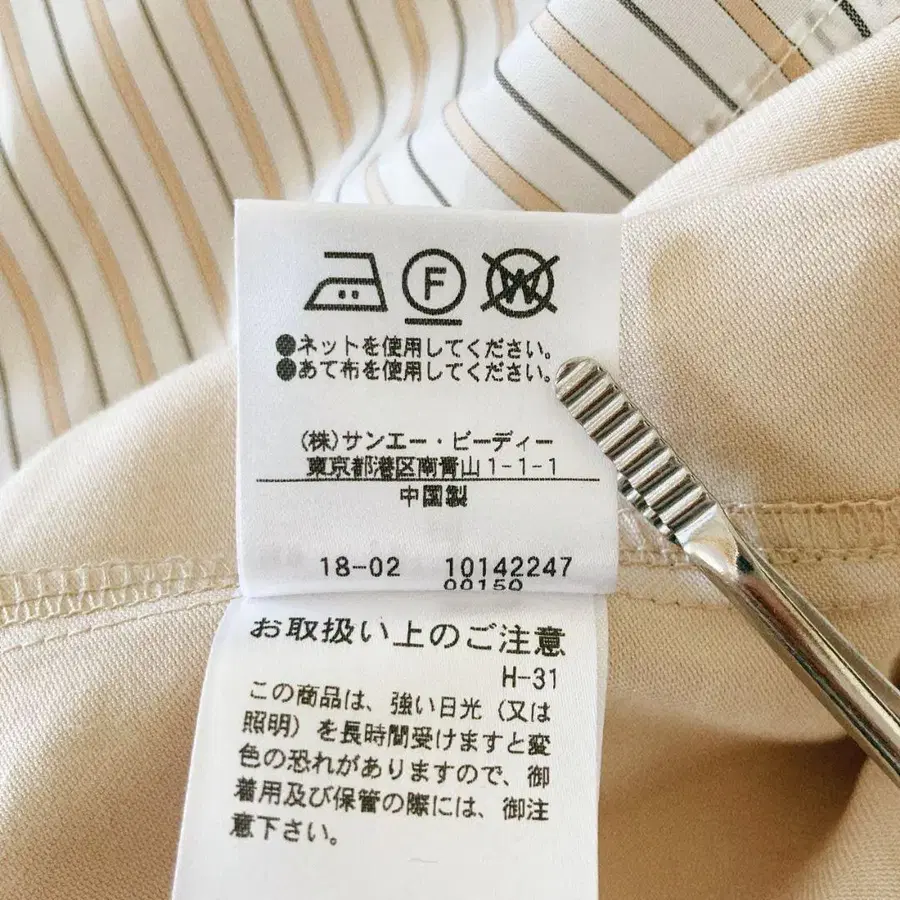 F W
●ネットを使用してください。
●あて布を使用してください。
(株)サンエー・ビーディー
東京都港区南青山1-1-1
中国製
18-02 10142247
00150
お取扱い上のご注意
H-31
この商品は、強い日光（又は
照明）を長時間受けますと変
色の恐れがありますので、御
着用及び保管の際には、御注
意下さい。